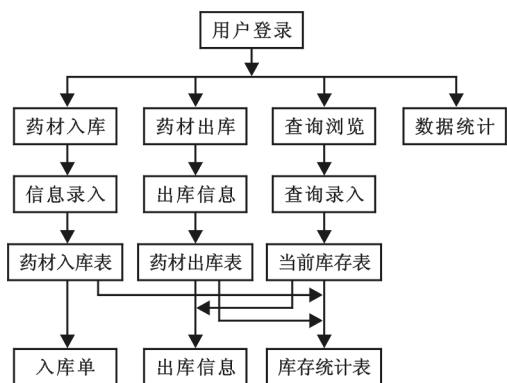 用户登录
药材入库
药材出库
查询浏览
数据统计
信息录入
出库信息
查询录入
药材入库表
药材出库表
当前库存表
入库单
出库信息
库存统计表